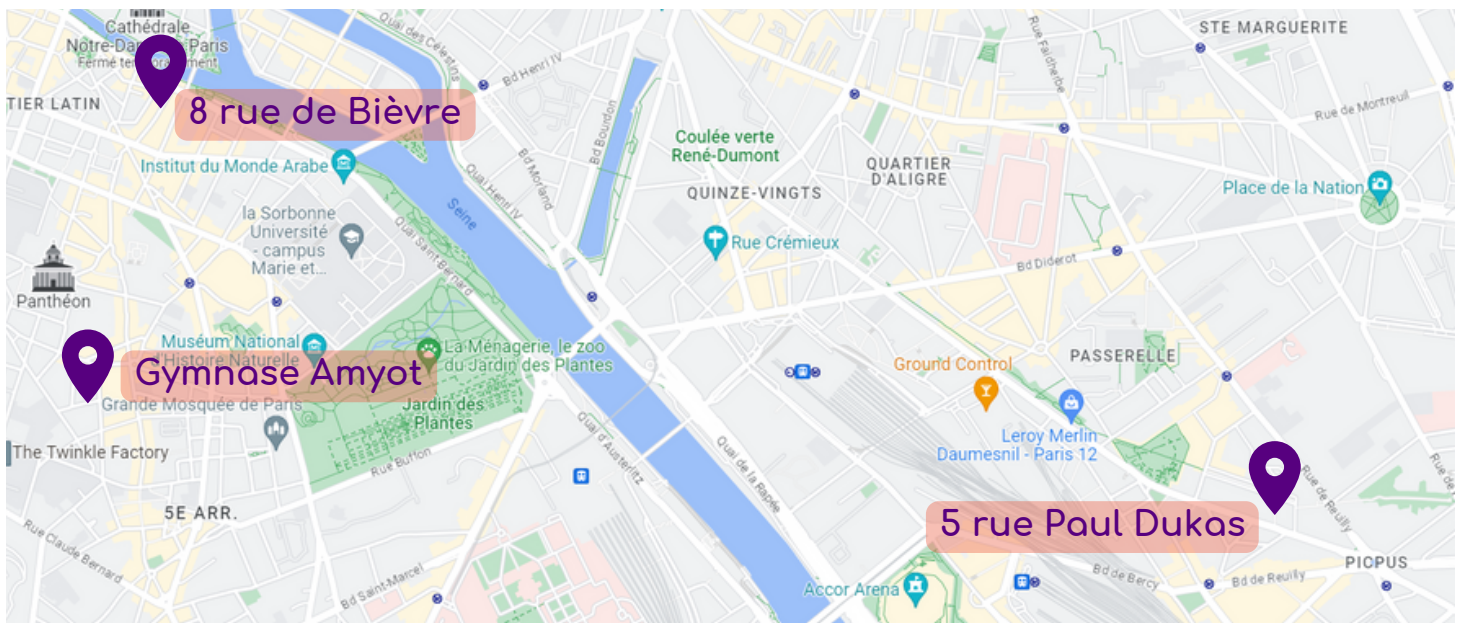 Cathédrale
Notre-Dame Paris
Fermé
Quai des Célestins
Bd Henri IV
Rue Faidherbe
STE MARGUERITE
TIER LATIN
8 rue de Bièvre
Rue de Montreuil
Bd Bourdon
Coulée verte
René-Dumont
Institut du Monde Arabe
Bd Morland
QUARTIER
D'ALIGRE
Quai Henri IV
QUINZE-VINGTS
Place de la Nation
Seine
la Sorbonne
Université
- campus
Marie et...
Quai Saint-Bernard
Rue Crémieux
Bd Diderot
Panthéon
Muséum National
d'Histoire Naturelle
La Ménagerie, le zoo
du Jardin des Plantes
Gymnase Amyot
PASSERELLE
Ground Control
Grande Mosquée de Paris
Jardin des
Plantes
Quai d'Austerlitz
Quai de la Rapée
Leroy Merlin
Daumesnil - Paris 12
The Twinkle Factory
Rue Buffon
Rue de Reuilly
Rue de
5E ARR.
5 rue Paul Dukas
Rue Claude Bernard
Bd Saint-Marcel
Accor Arena
Bd de Bercy
Bd de Reuilly
PICPUS